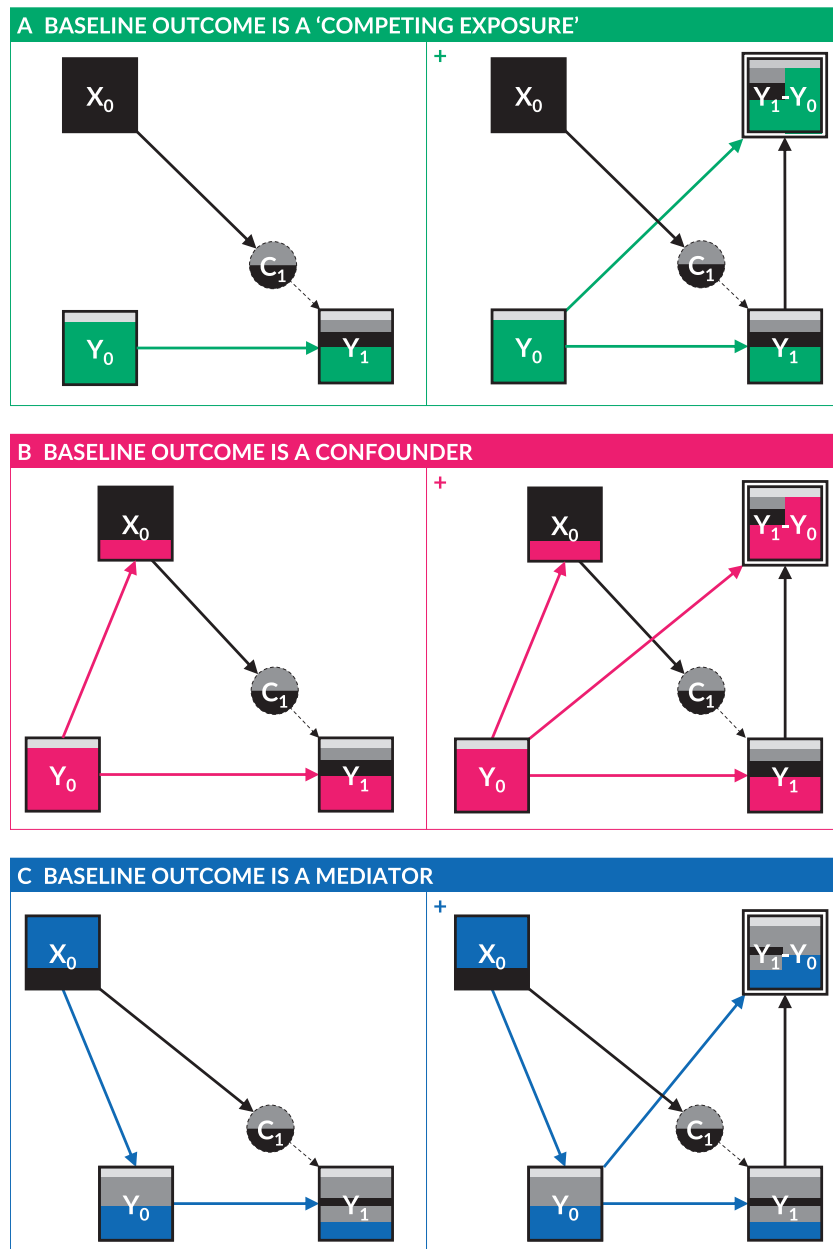 A BASELINE OUTCOME IS A ‘COMPETING EXPOSURE’
+
X₀
X₀
Y₁-Y₀
C₁
C₁
Y₀
Y₁
Y₀
Y₁
B BASELINE OUTCOME IS A CONFOUNDER
+
X₀
X₀
Y₁-Y₀
C₁
C₁
Y₀
Y₁
Y₀
Y₁
C BASELINE OUTCOME IS A MEDIATOR
+
X₀
X₀
Y₁-Y₀
C₁
C₁
Y₀
Y₁
Y₀
Y₁